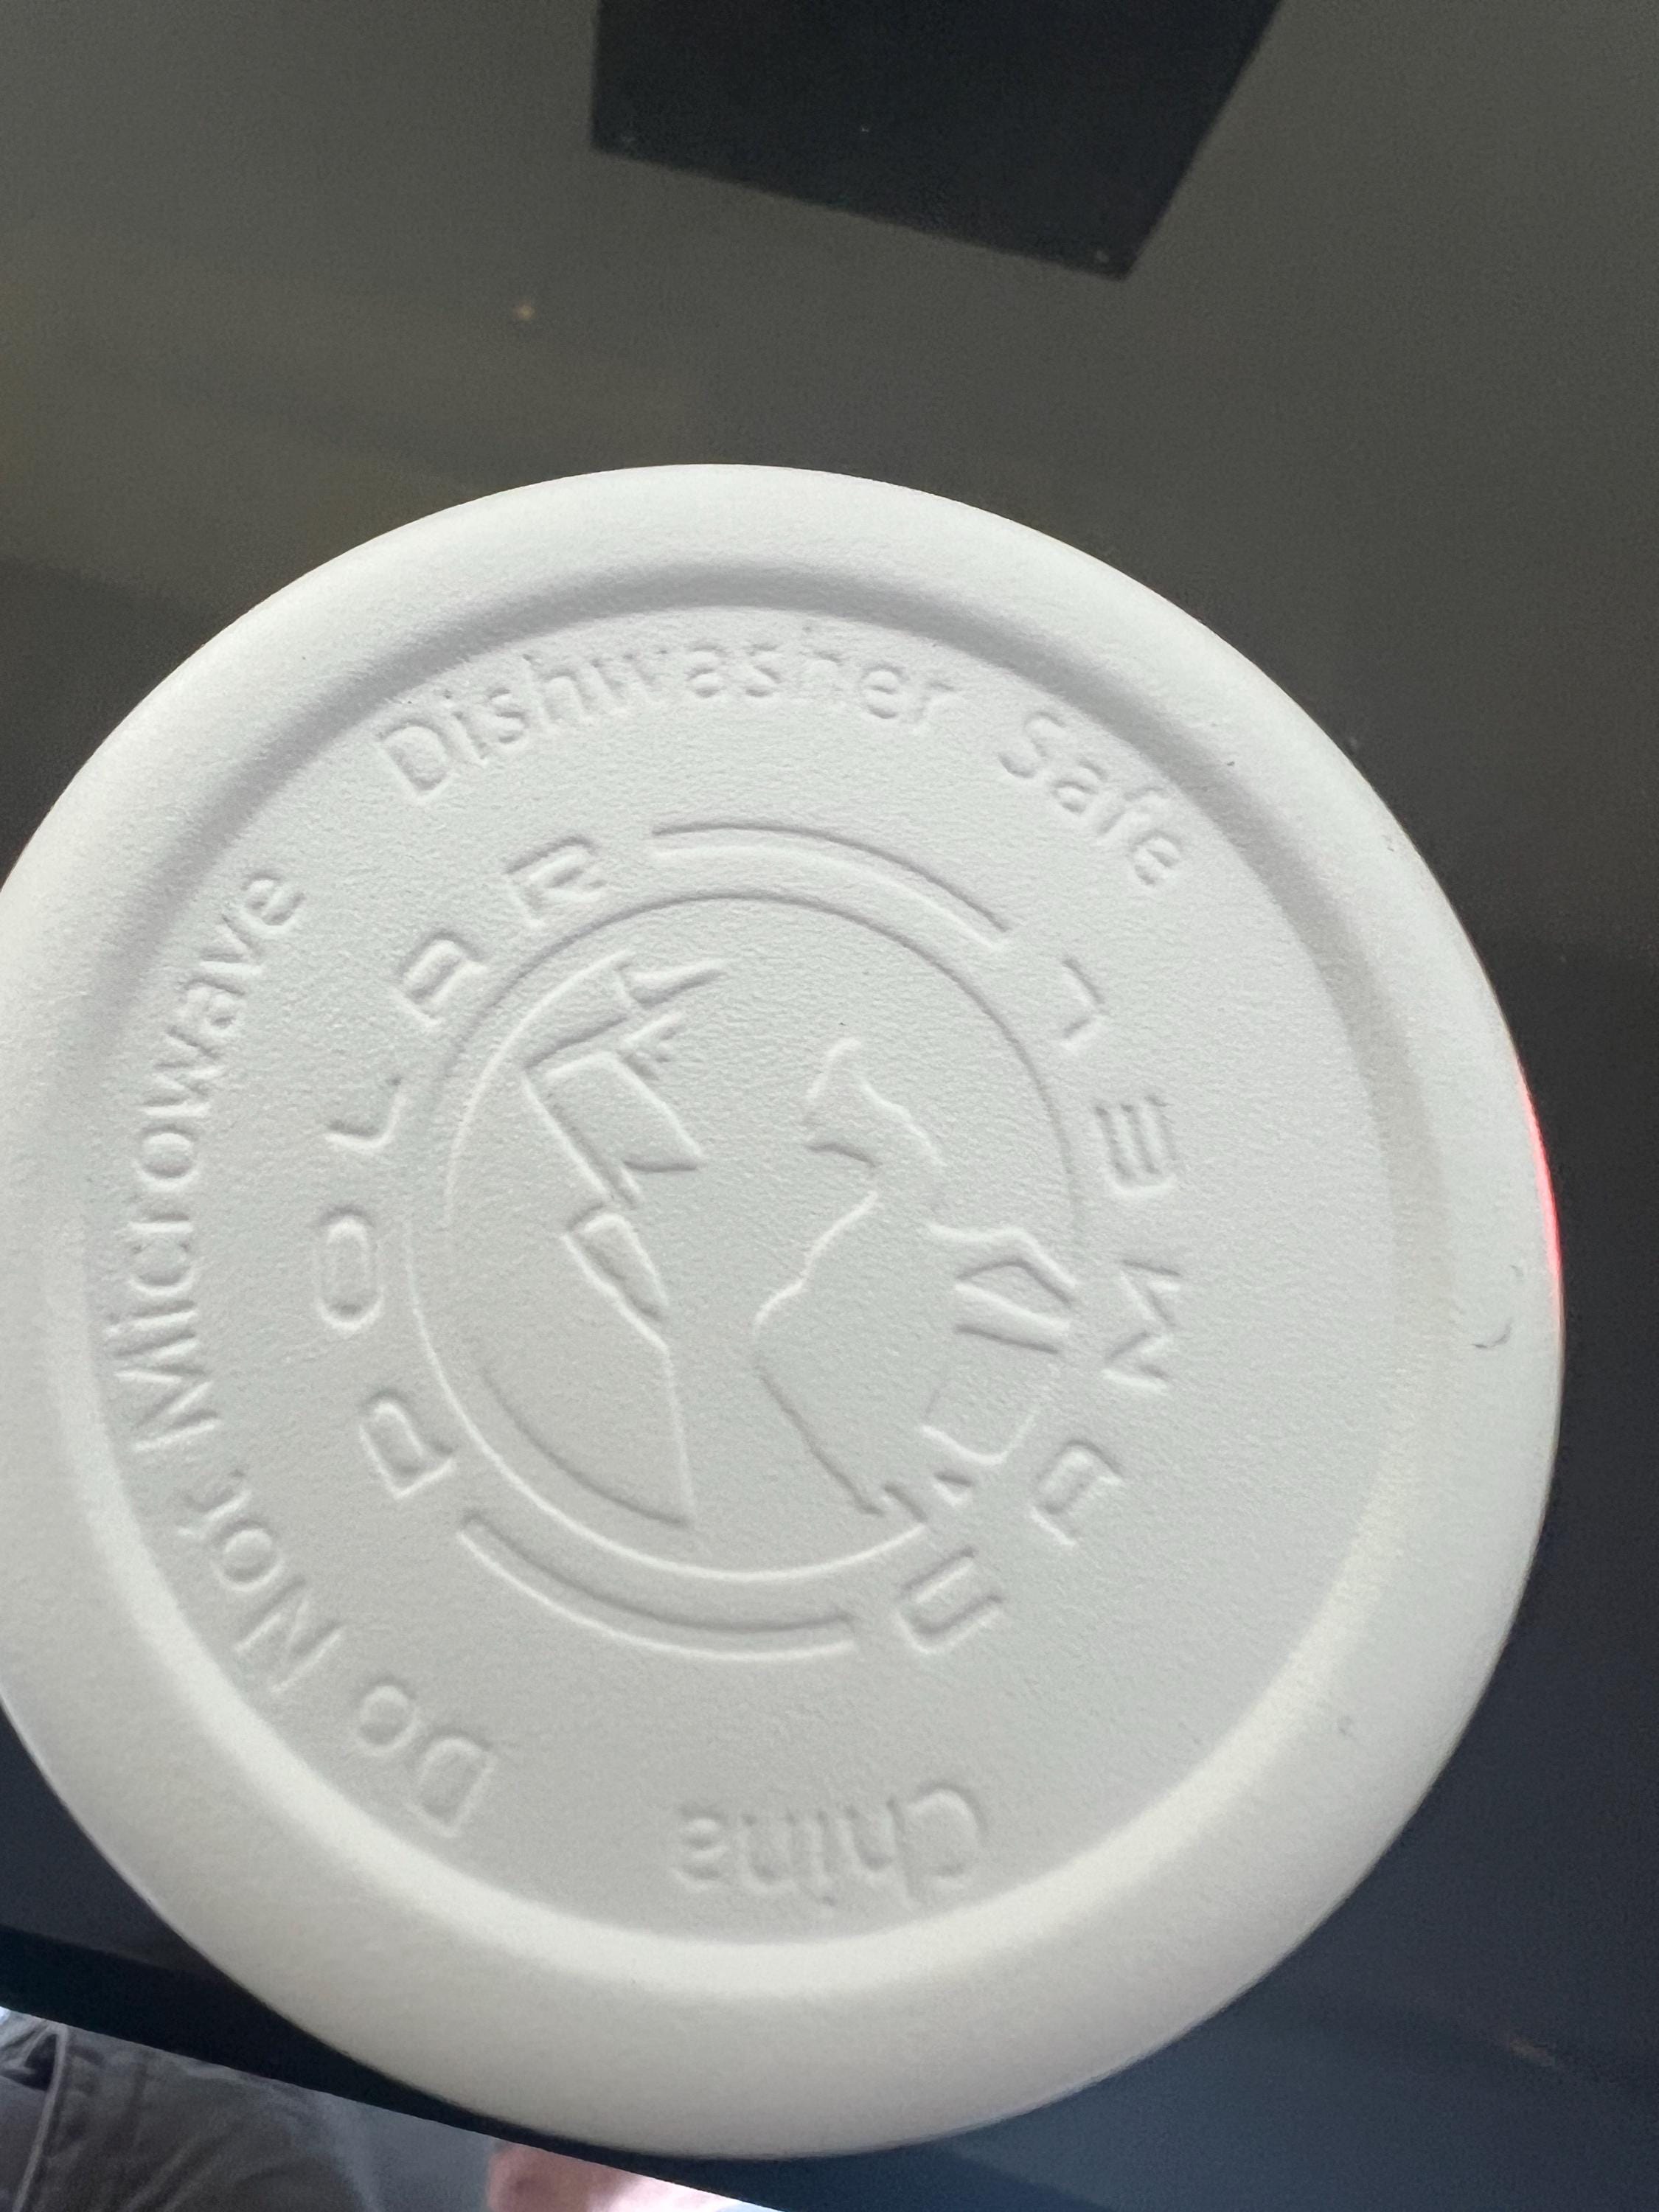 Do Not Microwave
Dishwasher Safe
China
POLAR
CAMEL